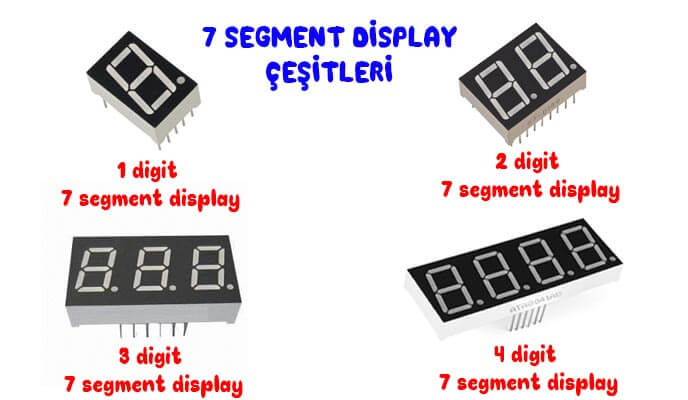 7 SEGMENT DİSPLAY
ÇEŞİTLERİ
1 digit
7 segment display
2 digit
7 segment display
3 digit
7 segment display
4 digit
7 segment display